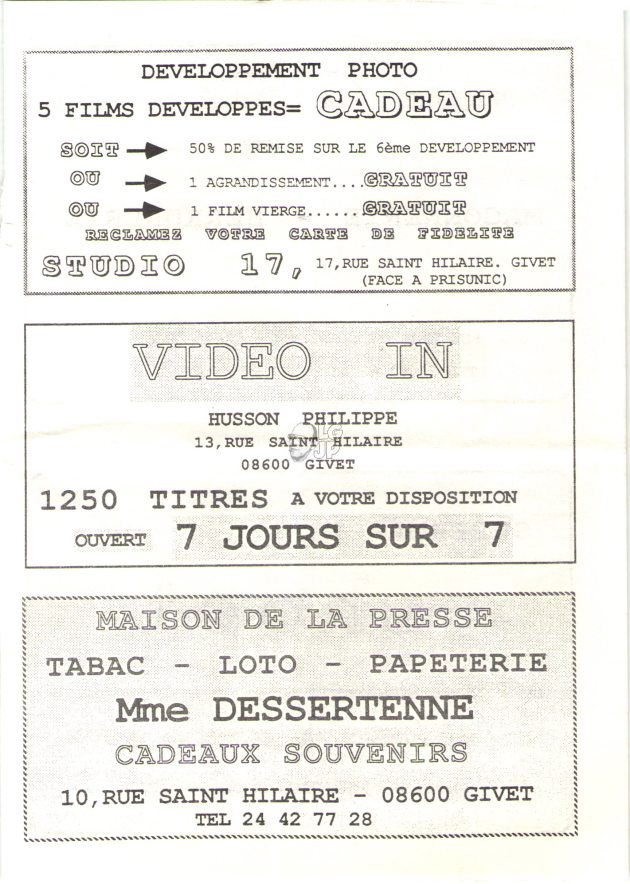 DEVELOPPEMENT PHOTO
5 FILMS DEVELOPPES= CADEAU
SOIT 50% DE REMISE SUR LE 6ème DEVELOPPEMENT
OU 1 AGRANDISSEMENT....GRATUIT
OU 1 FILM VIERGE......GRATUIT
RECLAMEZ VOTRE CARTE DE FIDELITE
STUDIO 17, 17,RUE SAINT HILAIRE. GIVET
(FACE A PRISUNIC)
VIDEO IN
HUSSON PHILIPPE
13,RUE SAINT HILAIRE
08600 GIVET
LG
JP
1250 TITRES A VOTRE DISPOSITION
OUVERT 7 JOURS SUR 7
MAISON DE LA PRESSE
TABAC - LOTO - PAPETERIE
Mme DESSERTENNE
CADEAUX SOUVENIRS
10,RUE SAINT HILAIRE - 08600 GIVET
TEL 24 42 77 28